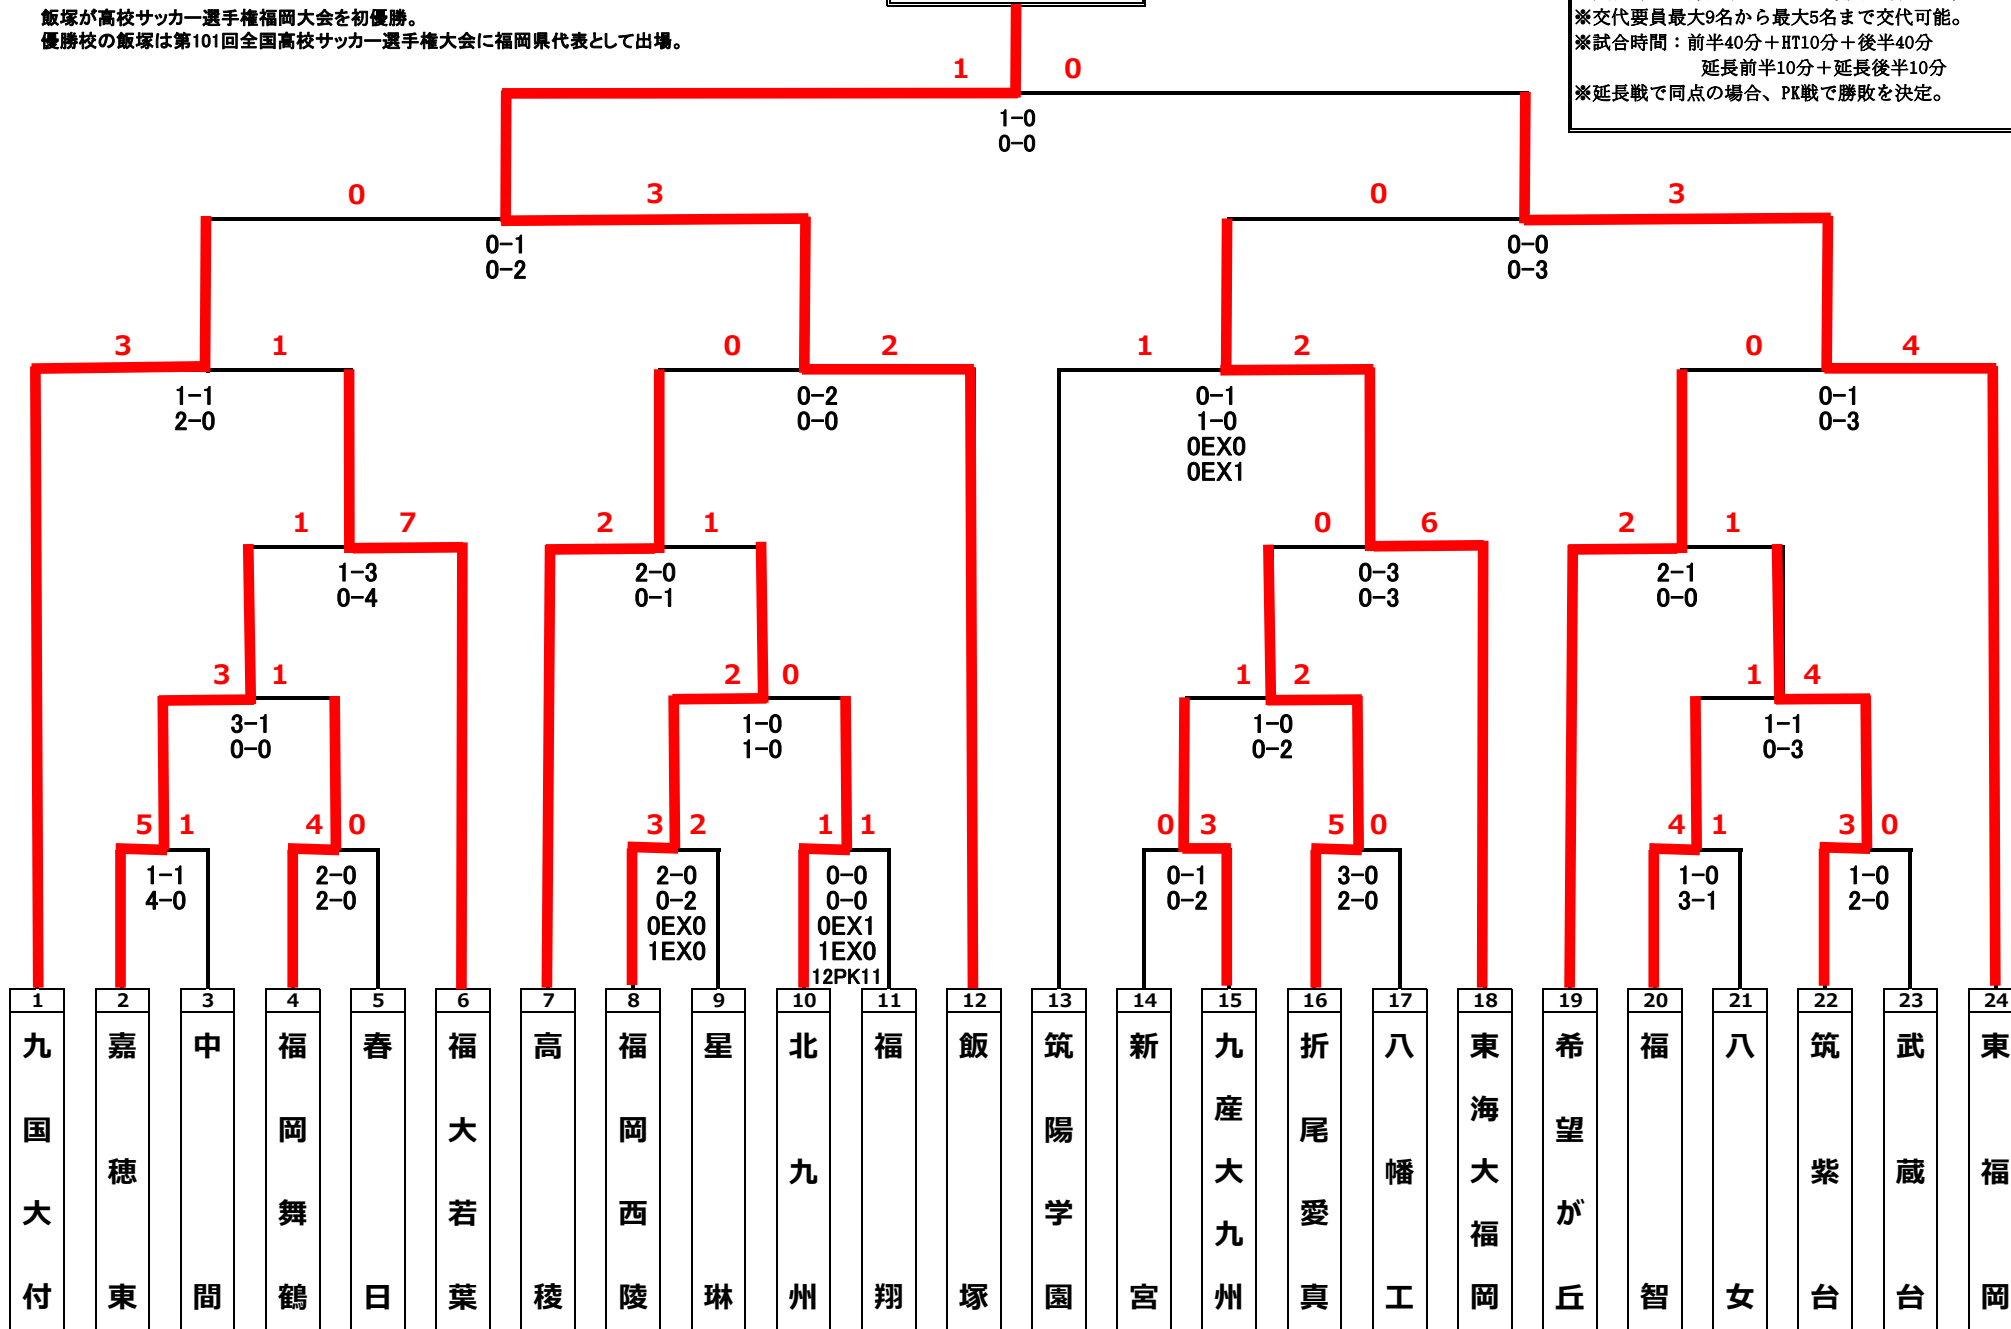 飯塚が高校サッカー選手権福岡大会を初優勝。
優勝校の飯塚は第101回全国高校サッカー選手権大会に福岡県代表として出場。
※交代要員最大9名から最大5名まで交代可能。
※試合時間：前半40分＋HT10分＋後半40分
延長前半10分＋延長後半10分
※延長戦で同点の場合、PK戦で勝敗を決定。
1 0
1-0
0-0
0 3 0 3
0-1 0-0
0-2 0-3
3 1 0 2 1 2 0 4
1-1 0-2 0-1 0-1
2-0 0-0 1-0 0-3
0EX0
0EX1
1 7 2 1 0 6 2 1
1-3 2-0 0-3 2-1
0-4 0-1 0-3 0-0
3 1 2 0 1 2 1 4
3-1 1-0 1-0 1-1
0-0 1-0 0-2 0-3
5 1 4 0 3 2 1 1 0 3 5 0 4 1 3 0
1-1 2-0 2-0 0-0 0-1 3-0 1-0 1-0
4-0 2-0 0-2 0-0 0-2 2-0 3-1 2-0
0EX0 0EX1
1EX0 1EX0
12PK11
1 2 3 4 5 6 7 8 9 10 11 12 13 14 15 16 17 18 19 20 21 22 23 24
九国大付
嘉穂東
中間
福岡舞鶴
春日
福大若葉
高稜
福岡西陵
星琳
北九州
福翔
飯塚
筑陽学園
新宮
九産大九州
折尾愛真
八幡工
東海大福岡
希望が丘
福智
八女
筑紫台
武蔵台
東福岡